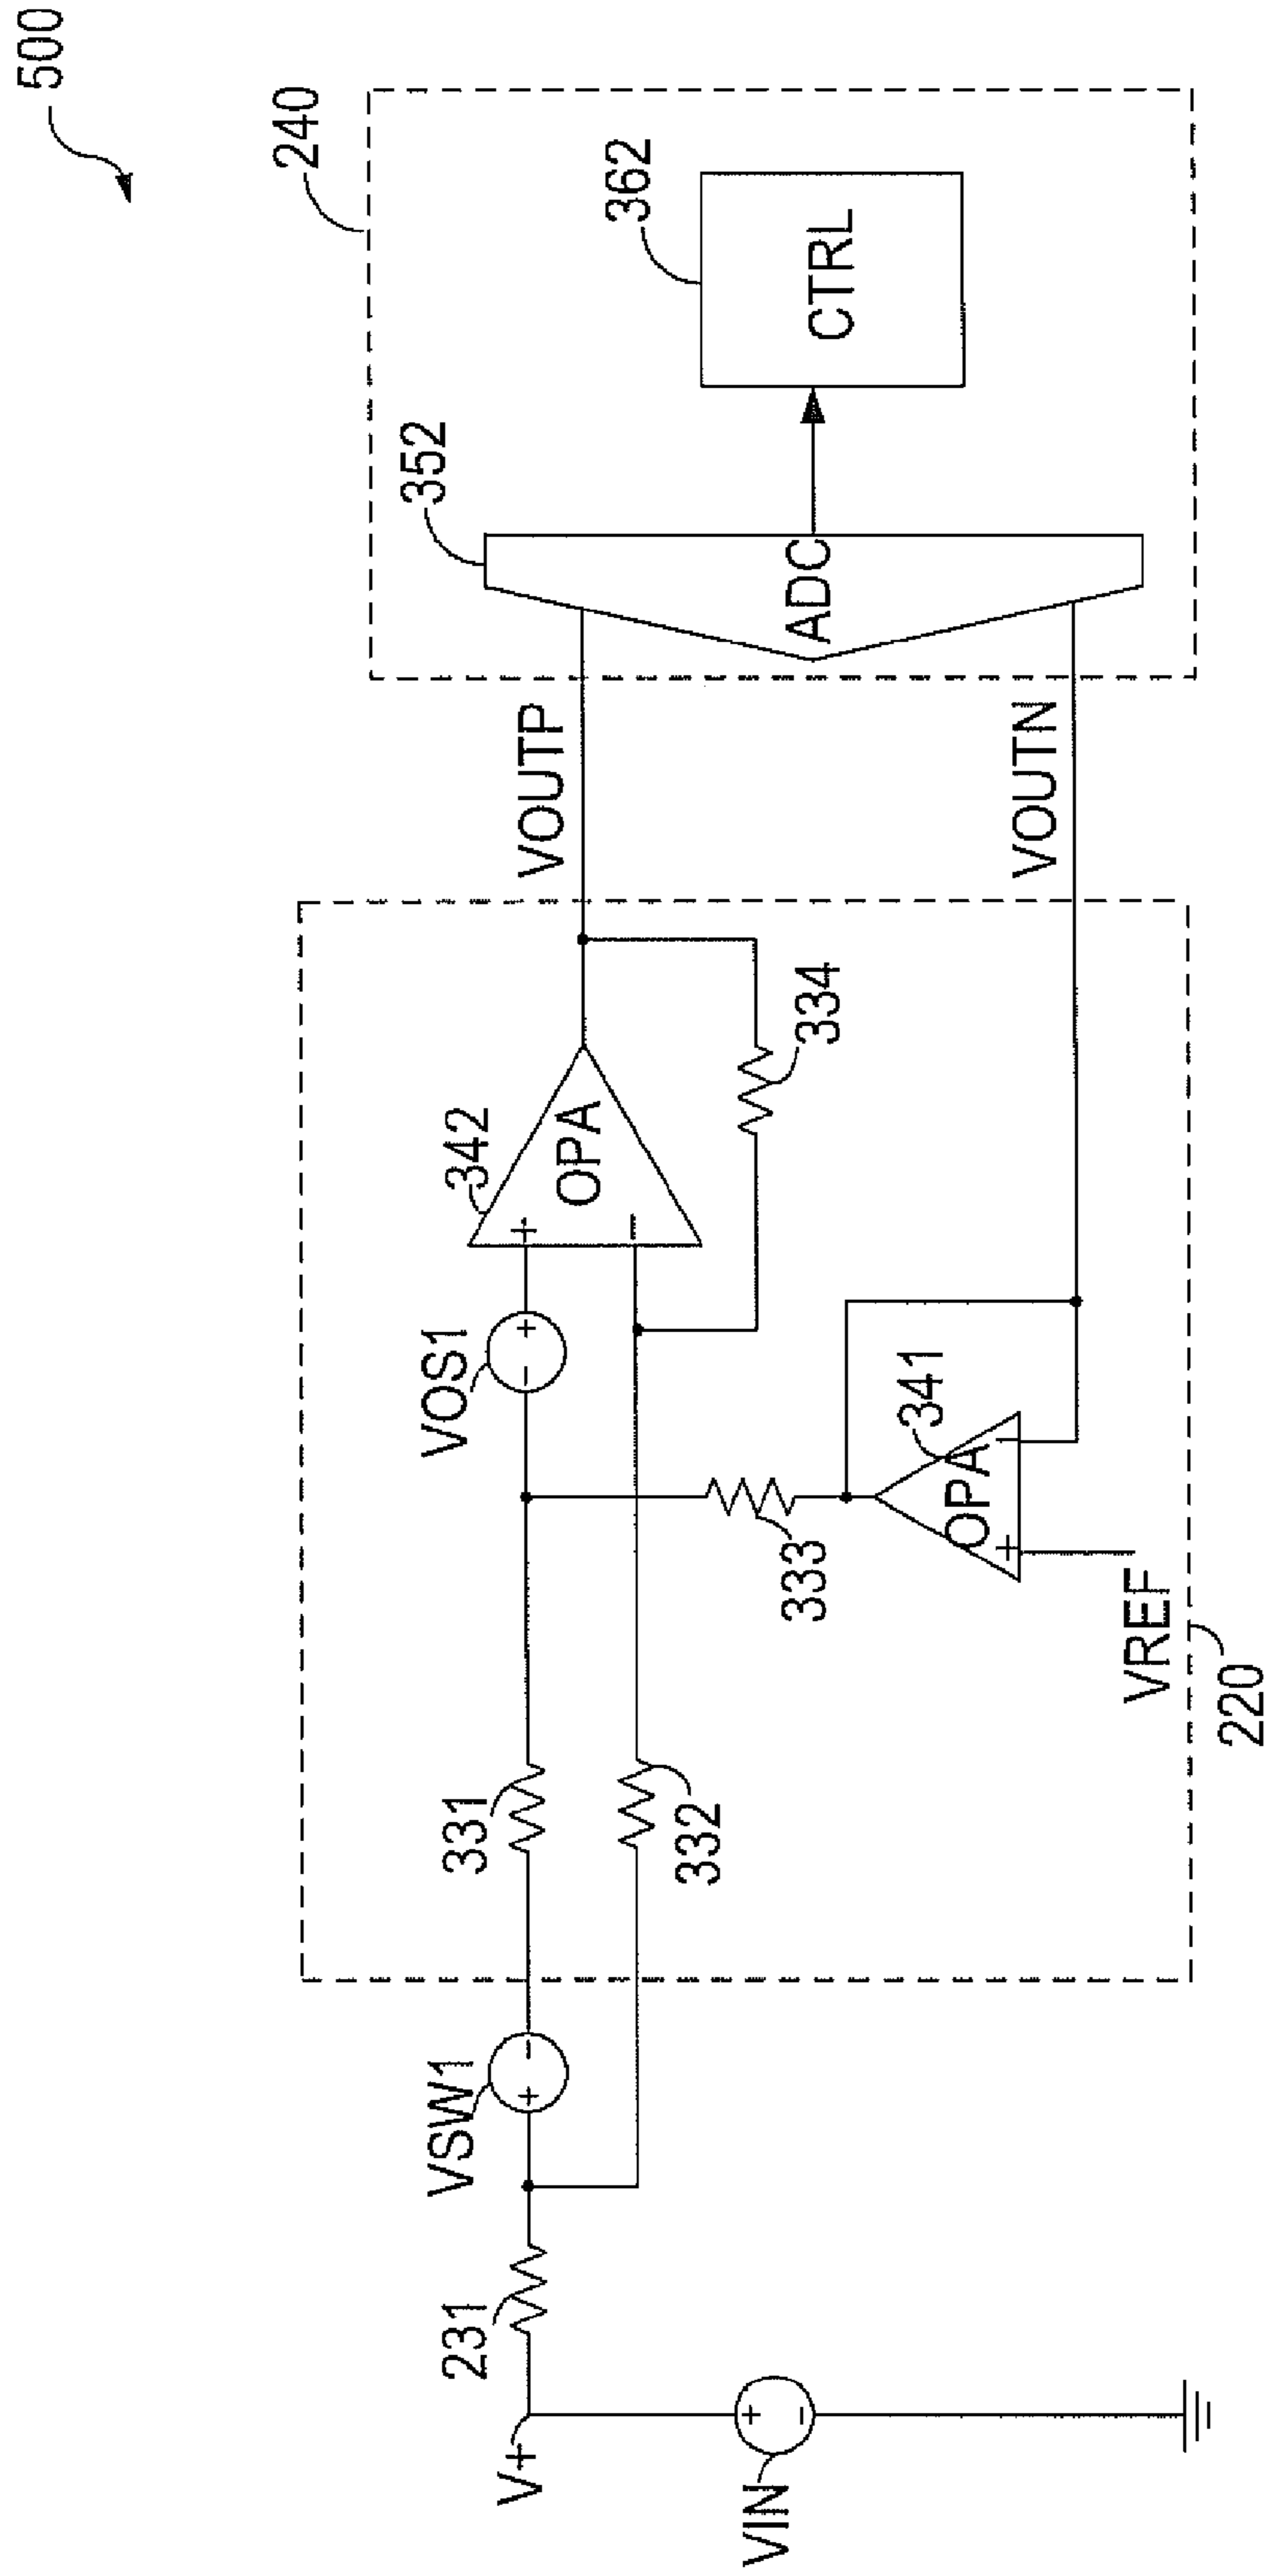 500
240
362
CTRL
352
ADC
VOUTP
VOUTN
342
+
OPA
−
334
VOS1
− +
341
OPA
+
−
333
VREF
220
331
332
VSW1
+ −
231
V+
VIN
+
−